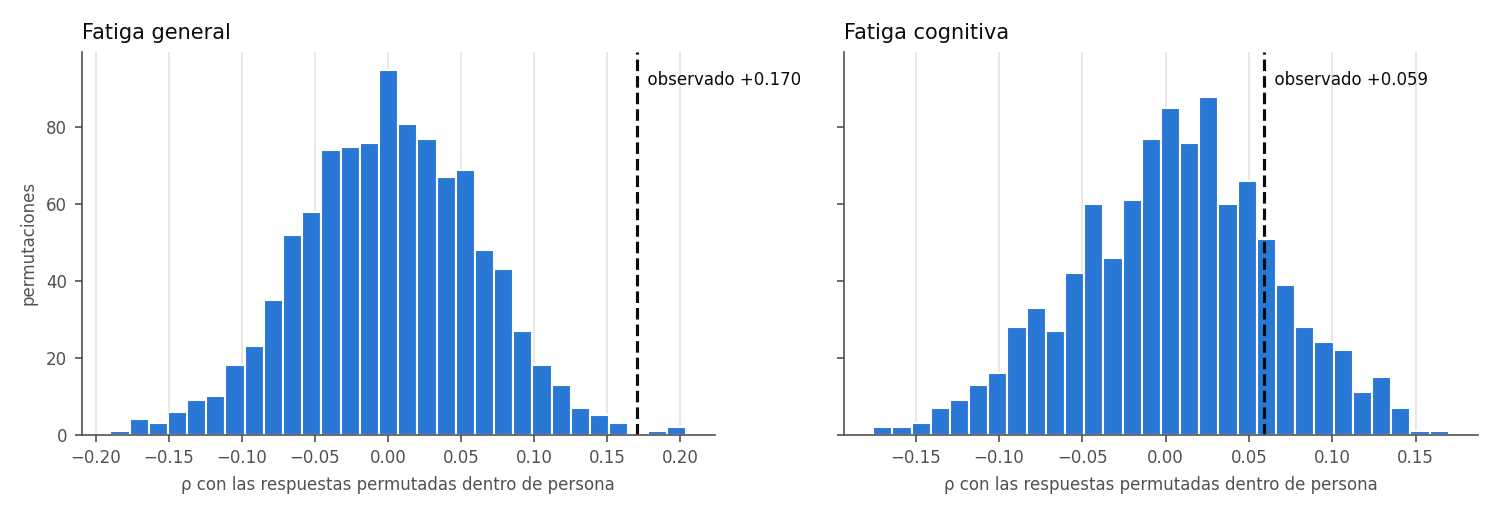 Fatiga general
observado +0.170
permutaciones
80
60
40
20
0
−0.20 −0.15 −0.10 −0.05 0.00 0.05 0.10 0.15 0.20
ρ con las respuestas permutadas dentro de persona
Fatiga cognitiva
observado +0.059
−0.15 −0.10 −0.05 0.00 0.05 0.10 0.15
ρ con las respuestas permutadas dentro de persona